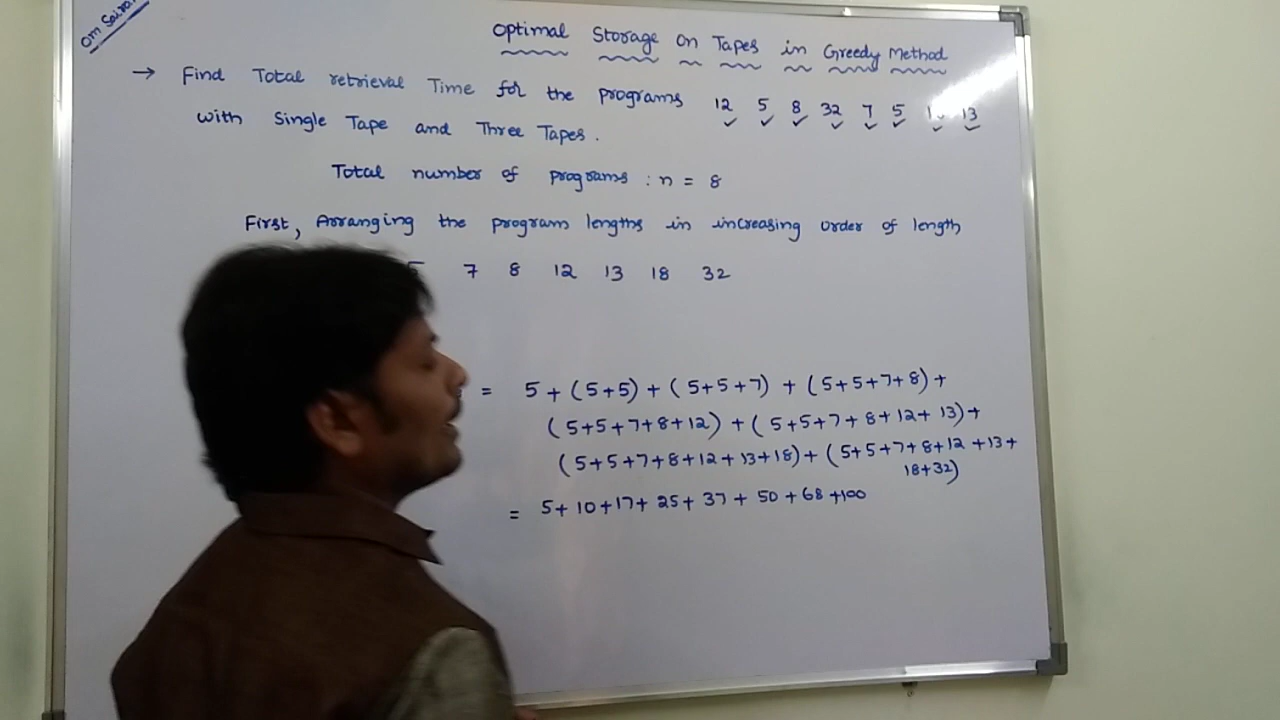 Om Saira
Optimal Storage On Tapes in Greedy Method
→ Find Total retrieval Time for the programs 12 5 8 32 7 5 1 13
with Single Tape and Three Tapes.
Total number of programs : n = 8
First, Arranging the program lengths in increasing order of length
5 7 8 12 13 18 32
= 5 + (5+5) + (5+5+7) + (5+5+7+8) +
(5+5+7+8+12) + (5+5+7+8+12+13) +
(5+5+7+8+12+13+18) + (5+5+7+8+12+13+
18+32)
= 5+10+17+25+37+50+68+100